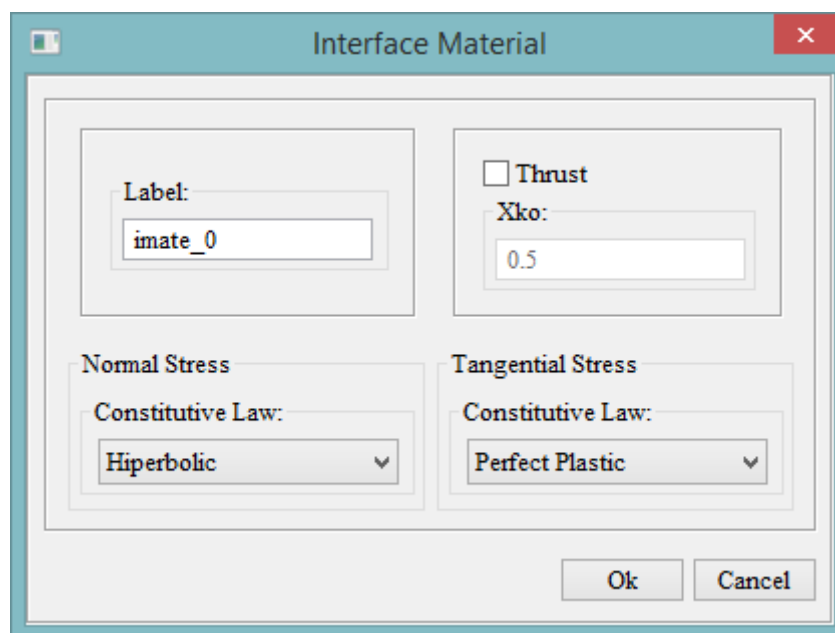 Interface Material
Label:
imate_0
Thrust
Xko:
0.5
Normal Stress
Constitutive Law:
Hiperbolic
Tangential Stress
Constitutive Law:
Perfect Plastic
Ok
Cancel